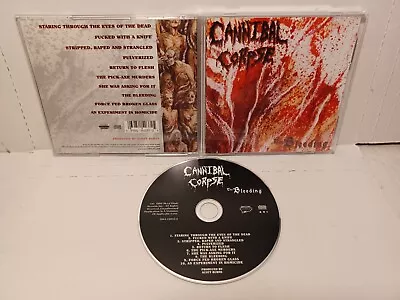 STARING THROUGH THE EYES OF THE DEAD
FUCKED WITH A KNIFE
STRIPPED, RAPED AND STRANGLED
PULVERIZED
RETURN TO FLESH
THE PICK-AXE MURDERS
SHE WAS ASKING FOR IT
THE BLEEDING
FORCE FED BROKEN GLASS
AN EXPERIMENT IN HOMICIDE
CANNIBAL
CORPSE
The Bleeding
CANNIBAL
CORPSE
The Bleeding
1. STARING THROUGH THE EYES OF THE DEAD
2. FUCKED WITH A KNIFE
3. STRIPPED, RAPED AND STRANGLED
4. PULVERIZED
5. RETURN TO FLESH
6. THE PICK-AXE MURDERS
7. SHE WAS ASKING FOR IT
8. THE BLEEDING
9. FORCE FED BROKEN GLASS
10. AN EXPERIMENT IN HOMICIDE
PRODUCED BY
SCOTT BURNS